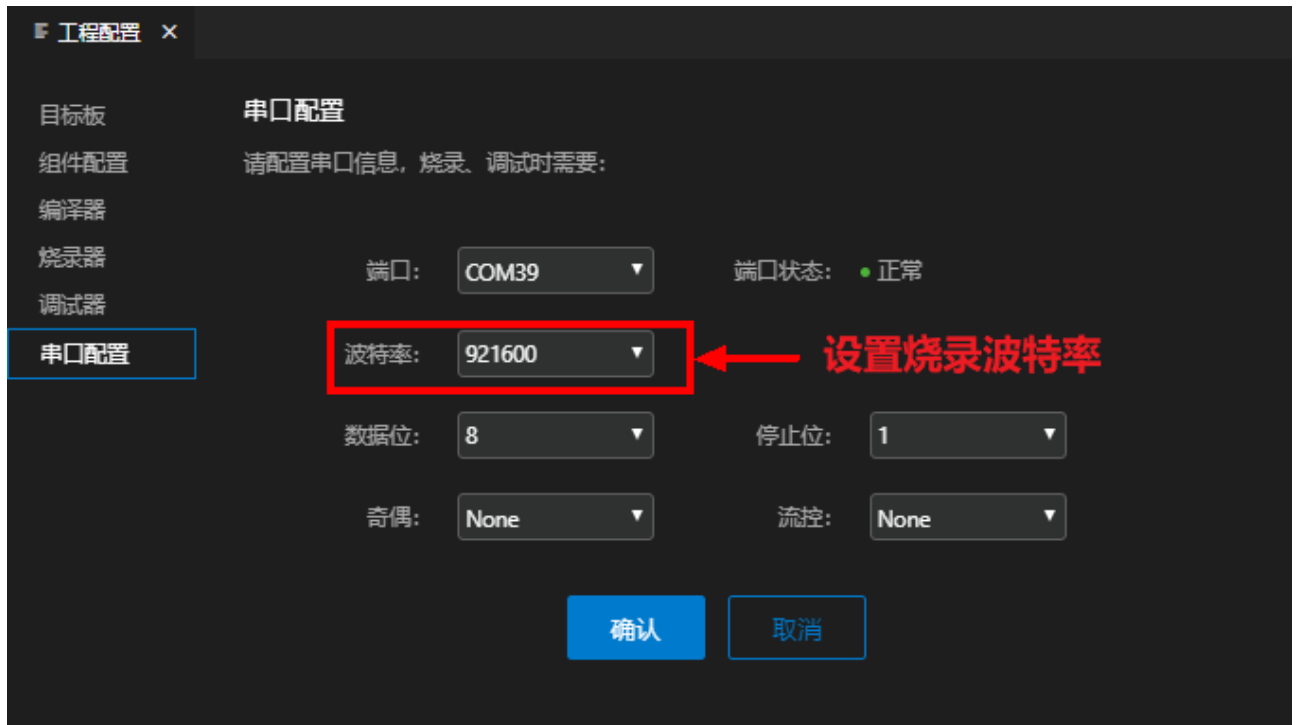 工程配置 ×
目标板
组件配置
编译器
烧录器
调试器
串口配置
串口配置
请配置串口信息，烧录、调试时需要：
端口： COM39 端口状态： 正常
波特率： 921600 设置烧录波特率
数据位： 8 停止位： 1
奇偶： None 流控： None
确认 取消